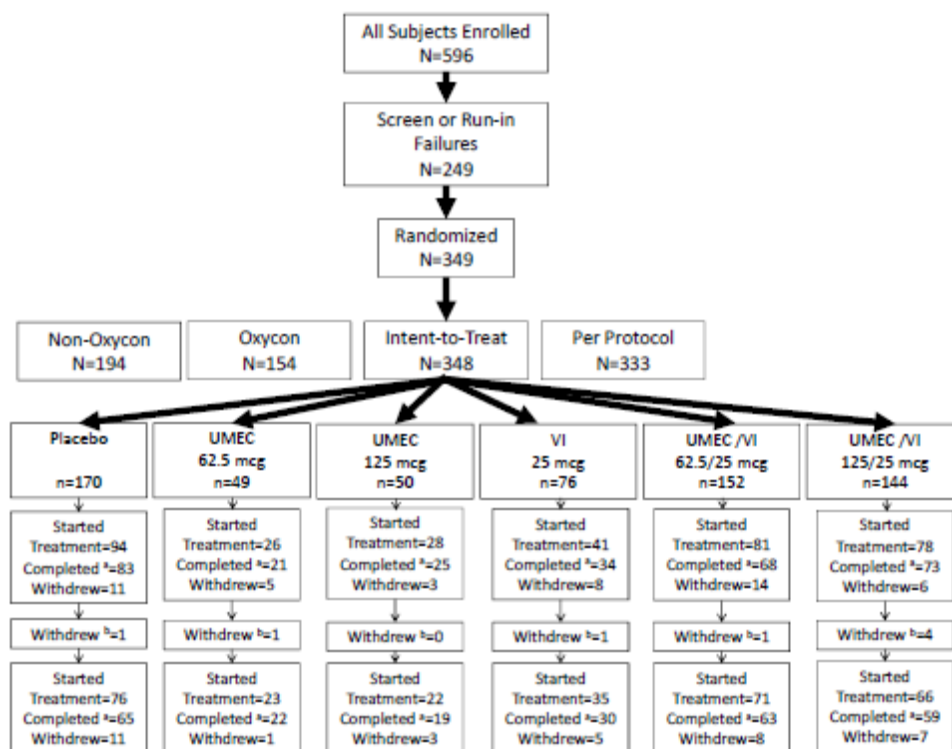 All Subjects Enrolled
N=596
Screen or Run-in
Failures
N=249
Randomized
N=349
Non-Oxycon
N=194
Oxycon
N=154
Intent-to-Treat
N=348
Per Protocol
N=333
Placebo
n=170
UMEC
62.5 mcg
n=49
UMEC
125 mcg
n=50
VI
25 mcg
n=76
UMEC /VI
62.5/25 mcg
n=152
UMEC /VI
125/25 mcg
n=144
Started
Treatment=94
Completed ᵃ=83
Withdrew=11
Started
Treatment=26
Completed ᵃ=21
Withdrew=5
Started
Treatment=28
Completed ᵃ=25
Withdrew=3
Started
Treatment=41
Completed ᵃ=34
Withdrew=8
Started
Treatment=81
Completed ᵃ=68
Withdrew=14
Started
Treatment=78
Completed ᵃ=73
Withdrew=6
Withdrew ᵇ=1
Withdrew ᵇ=1
Withdrew ᵇ=0
Withdrew ᵇ=1
Withdrew ᵇ=1
Withdrew ᵇ=4
Started
Treatment=76
Completed ᵃ=65
Withdrew=11
Started
Treatment=23
Completed ᵃ=22
Withdrew=1
Started
Treatment=22
Completed ᵃ=19
Withdrew=3
Started
Treatment=35
Completed ᵃ=30
Withdrew=5
Started
Treatment=71
Completed ᵃ=63
Withdrew=8
Started
Treatment=66
Completed ᵃ=59
Withdrew=7